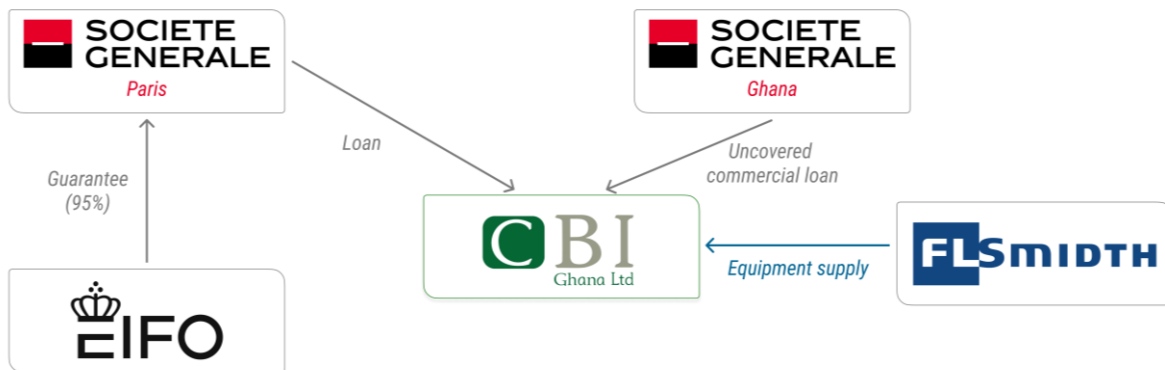 SOCIETE
GENERALE
Paris
SOCIETE
GENERALE
Ghana
Loan
Uncovered
commercial loan
Guarantee
(95%)
CBI
Ghana Ltd
Equipment supply
FLSMIDTH
EIFO